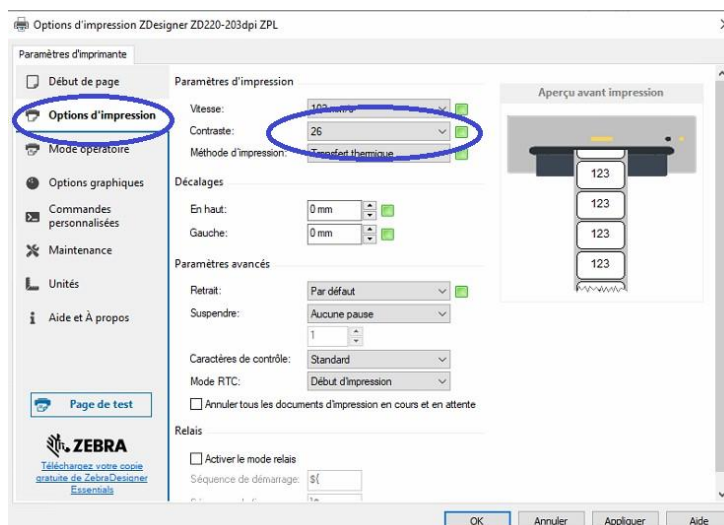 Options d'impression ZDesigner ZD220-203dpi ZPL
Paramètres d'imprimante
Début de page
Options d'impression
Mode opératoire
Options graphiques
Commandes
personnalisées
Maintenance
Unités
Aide et À propos
Page de test
ZEBRA
Téléchargez votre copie
gratuite de ZebraDesigner
Essentials
Paramètres d'impression
Vitesse:
Contraste: 26
Méthode d'impression: Transfert thermique
Décalages
En haut: 0 mm
Gauche: 0 mm
Paramètres avancés
Retrait: Par défaut
Suspendre: Aucune pause
1
Caractères de contrôle: Standard
Mode RTC: Début d'impression
Annuler tous les documents d'impression en cours et en attente
Relais
Activer le mode relais
Séquence de démarrage: ${
Aperçu avant impression
123
123
123
123
OK Annuler Appliquer Aide